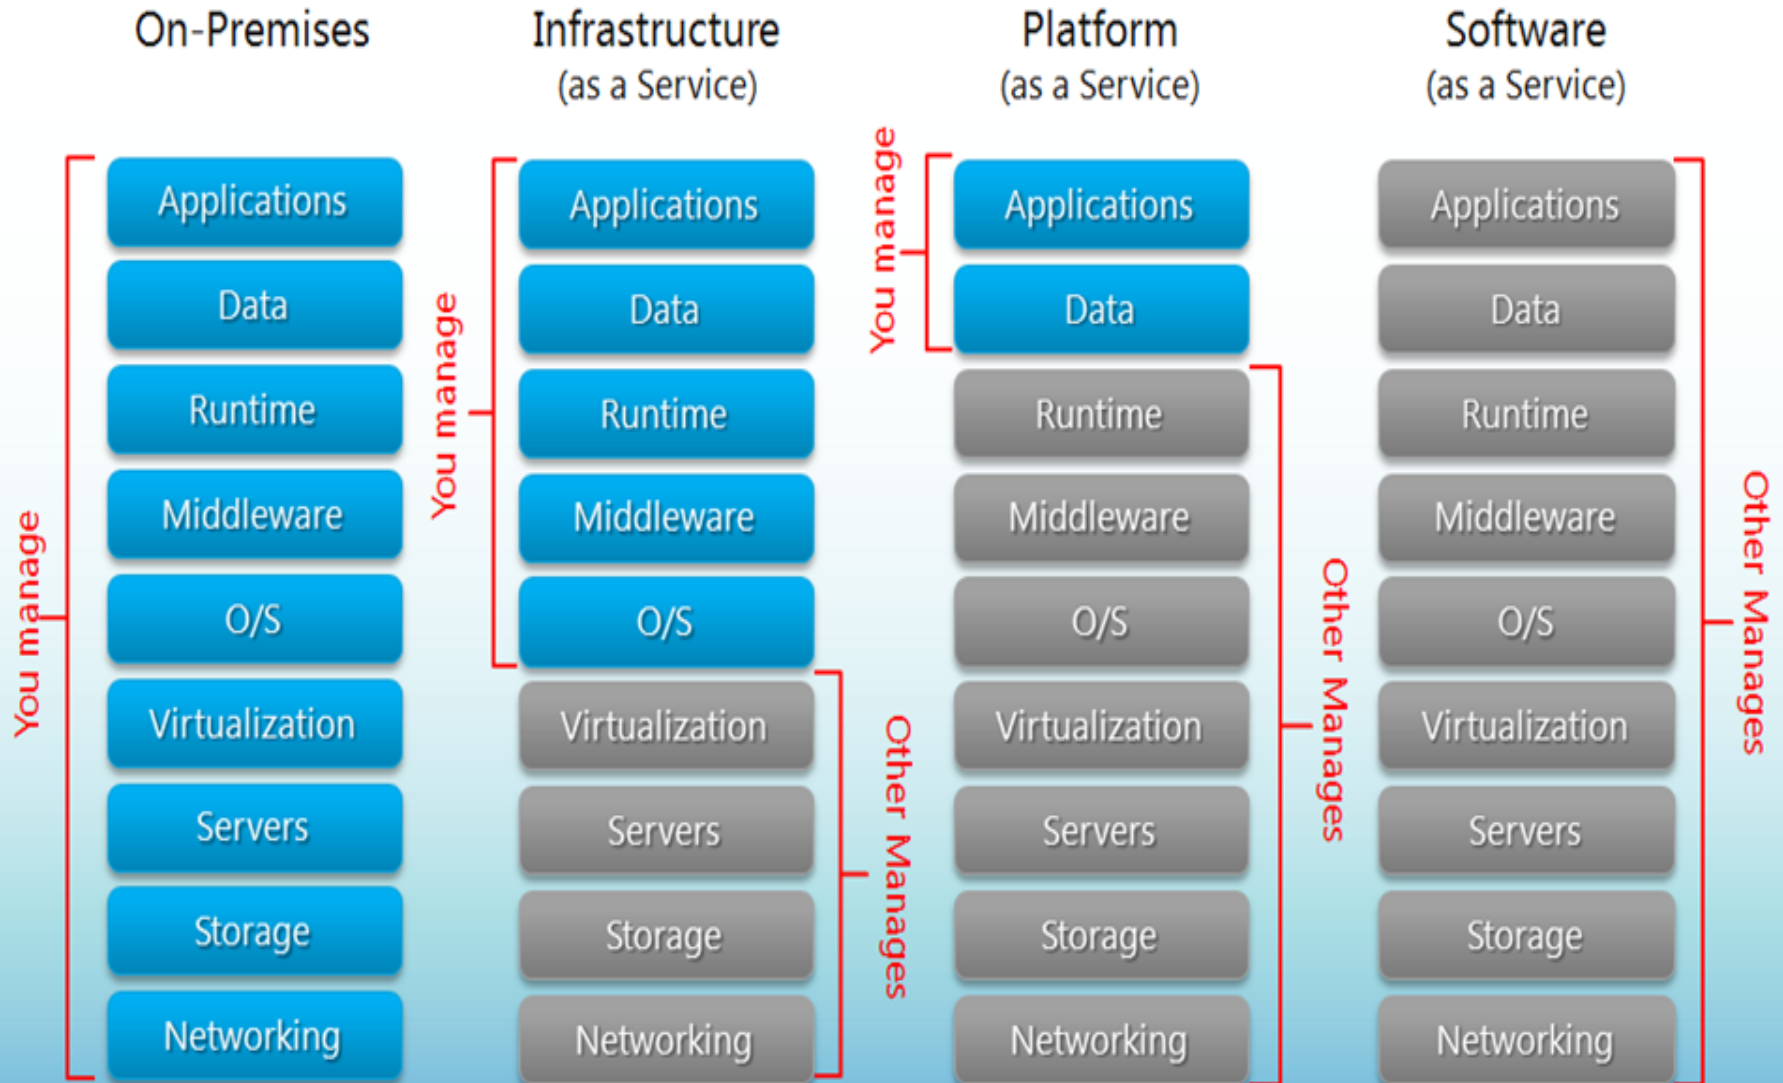 On-Premises
You manage
Applications
Data
Runtime
Middleware
O/S
Virtualization
Servers
Storage
Networking
Infrastructure
(as a Service)
You manage
Applications
Data
Runtime
Middleware
O/S
Virtualization
Servers
Storage
Networking
Other Manages
Platform
(as a Service)
You manage
Applications
Data
Runtime
Middleware
O/S
Virtualization
Servers
Storage
Networking
Other Manages
Software
(as a Service)
Applications
Data
Runtime
Middleware
O/S
Virtualization
Servers
Storage
Networking
Other Manages